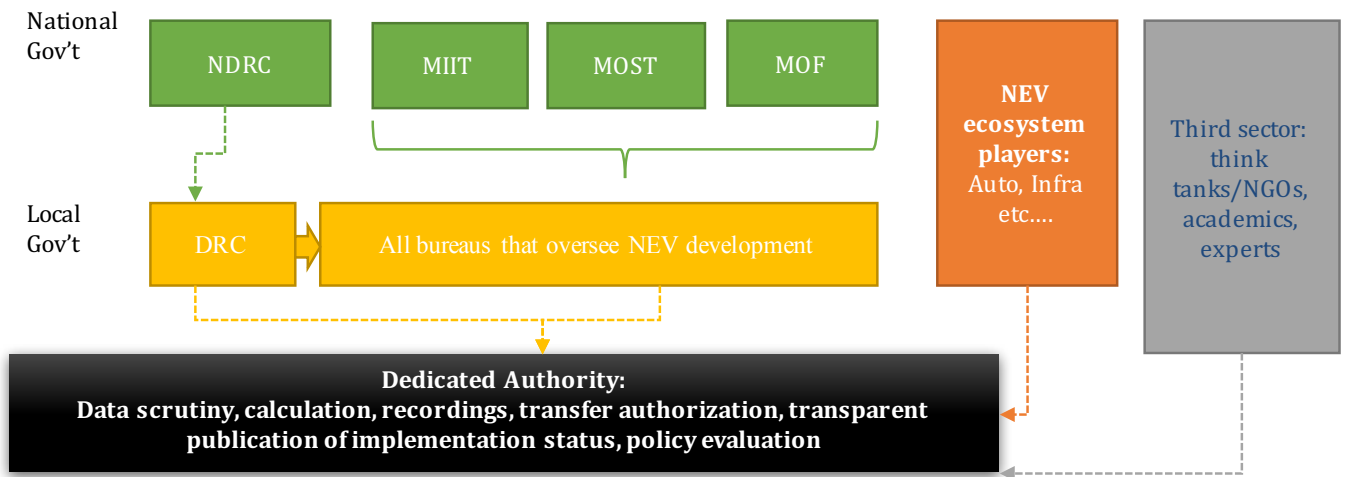 National
Gov't
NDRC
MIIT
MOST
MOF
NEV
ecosystem
players:
Auto, Infra
etc....
Third sector:
think
tanks/NGOs,
academics,
experts
Local
Gov't
DRC
All bureaus that oversee NEV development
Dedicated Authority:
Data scrutiny, calculation, recordings, transfer authorization, transparent
publication of implementation status, policy evaluation